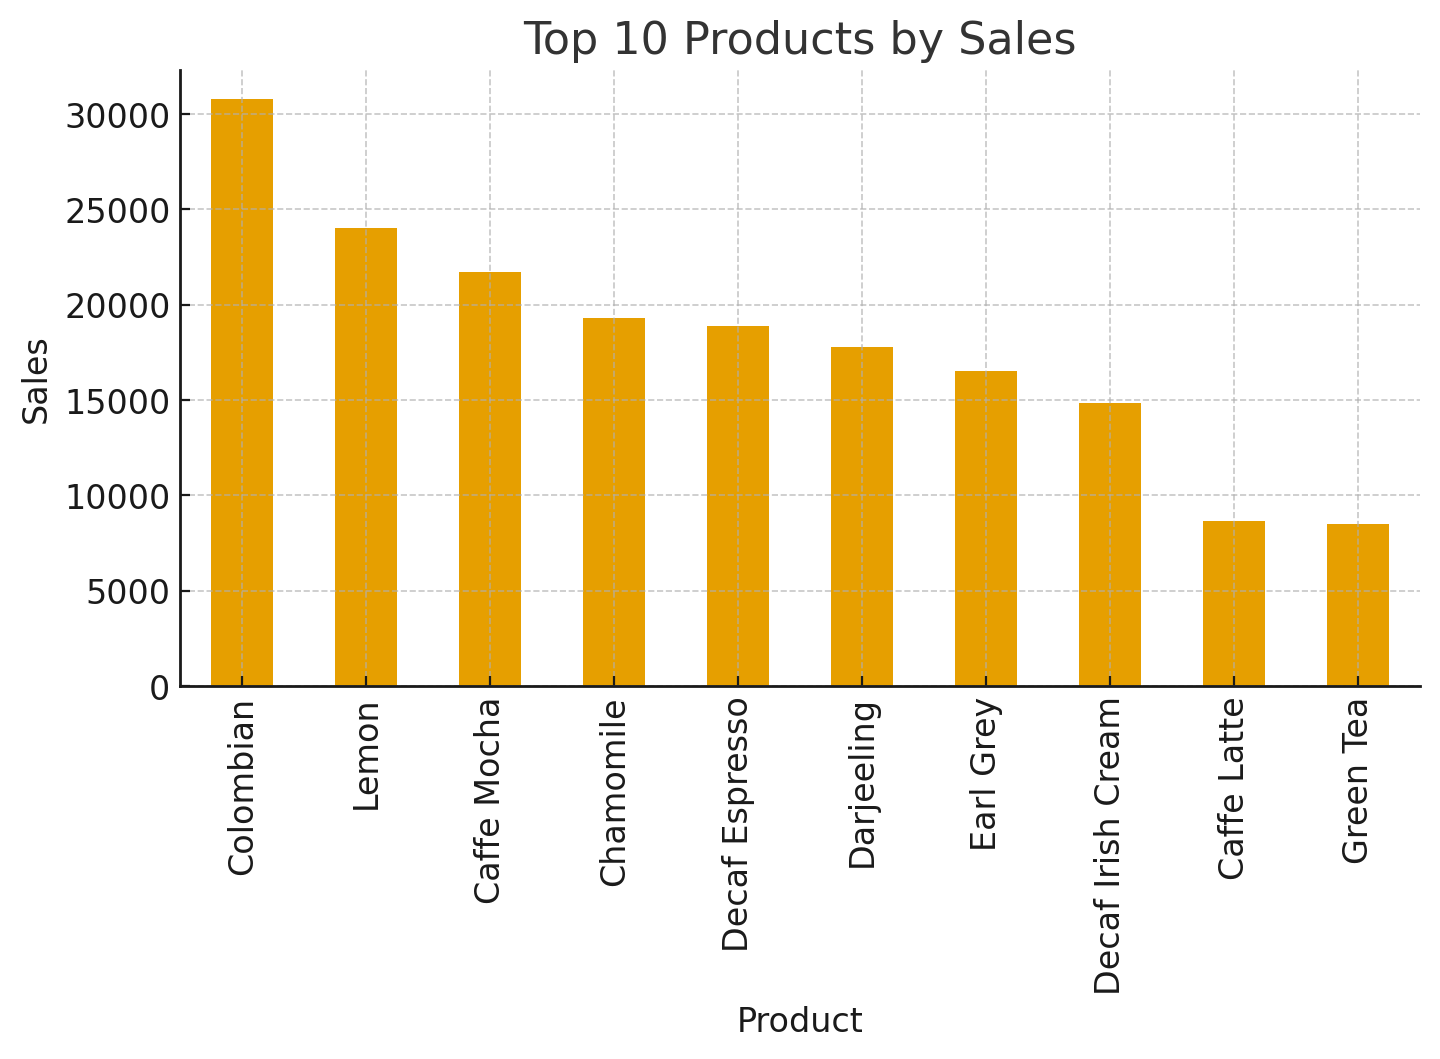 Top 10 Products by Sales
Sales
30000
25000
20000
15000
10000
5000
0
Colombian
Lemon
Caffe Mocha
Chamomile
Decaf Espresso
Darjeeling
Earl Grey
Decaf Irish Cream
Caffe Latte
Green Tea
Product